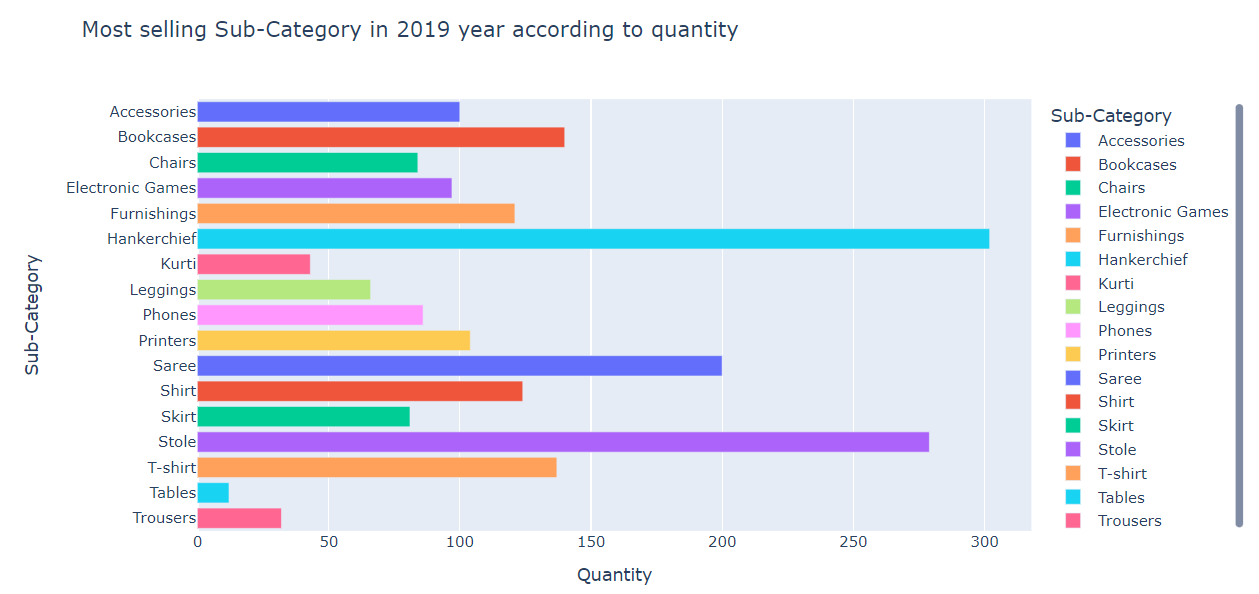 Most selling Sub-Category in 2019 year according to quantity
Sub-Category
Accessories
Bookcases
Chairs
Electronic Games
Furnishings
Hankerchief
Kurti
Leggings
Phones
Printers
Saree
Shirt
Skirt
Stole
T-shirt
Tables
Trousers
0 50 100 150 200 250 300
Quantity
Sub-Category
Accessories
Bookcases
Chairs
Electronic Games
Furnishings
Hankerchief
Kurti
Leggings
Phones
Printers
Saree
Shirt
Skirt
Stole
T-shirt
Tables
Trousers